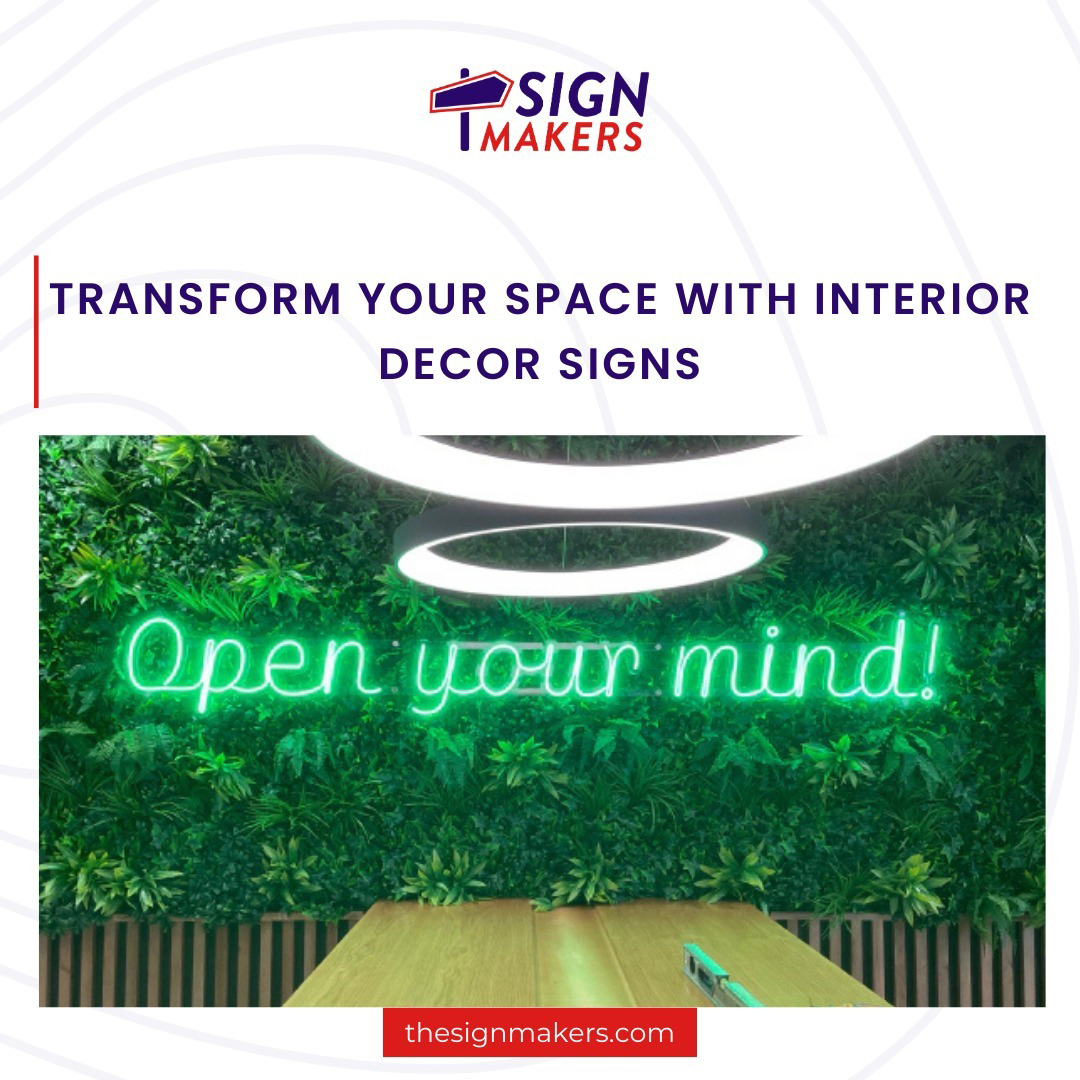 SIGN
MAKERS
TRANSFORM YOUR SPACE WITH INTERIOR
DECOR SIGNS
Open your mind!
thesignmakers.com